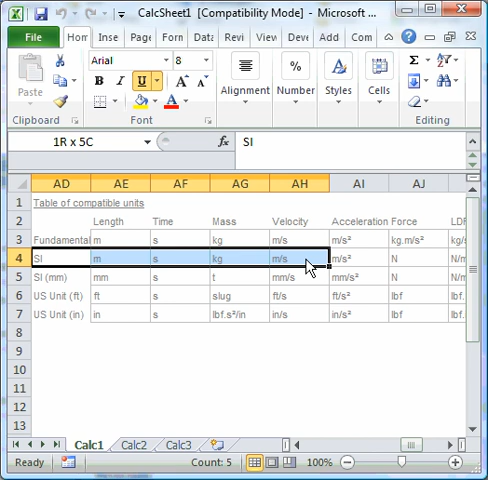 CalcSheet1 [Compatibility Mode] - Microsoft ...
File Hom Inse Page Form Data Revi View Deve Add Com
Paste
Clipboard
Arial 8
B I U A A
Font
Alignment
%
Number
Styles
Cells
Σ
Editing
1R x 5C fx SI
AD AE AF AG AH AI AJ
1 Table of compatible units
2 Length Time Mass Velocity Acceleration Force LDF
3 Fundamental m s kg m/s m/s² kg.m/s² kg/s
4 SI m s kg m/s m/s² N N/m
5 SI (mm) mm s t mm/s mm/s² N N/m
6 US Unit (ft) ft s slug ft/s ft/s² lbf lbf.
7 US Unit (in) in s lbf.s²/in in/s in/s² lbf lbf.
8
9
10
11
12
13
Calc1 Calc2 Calc3
Ready Count: 5 100%